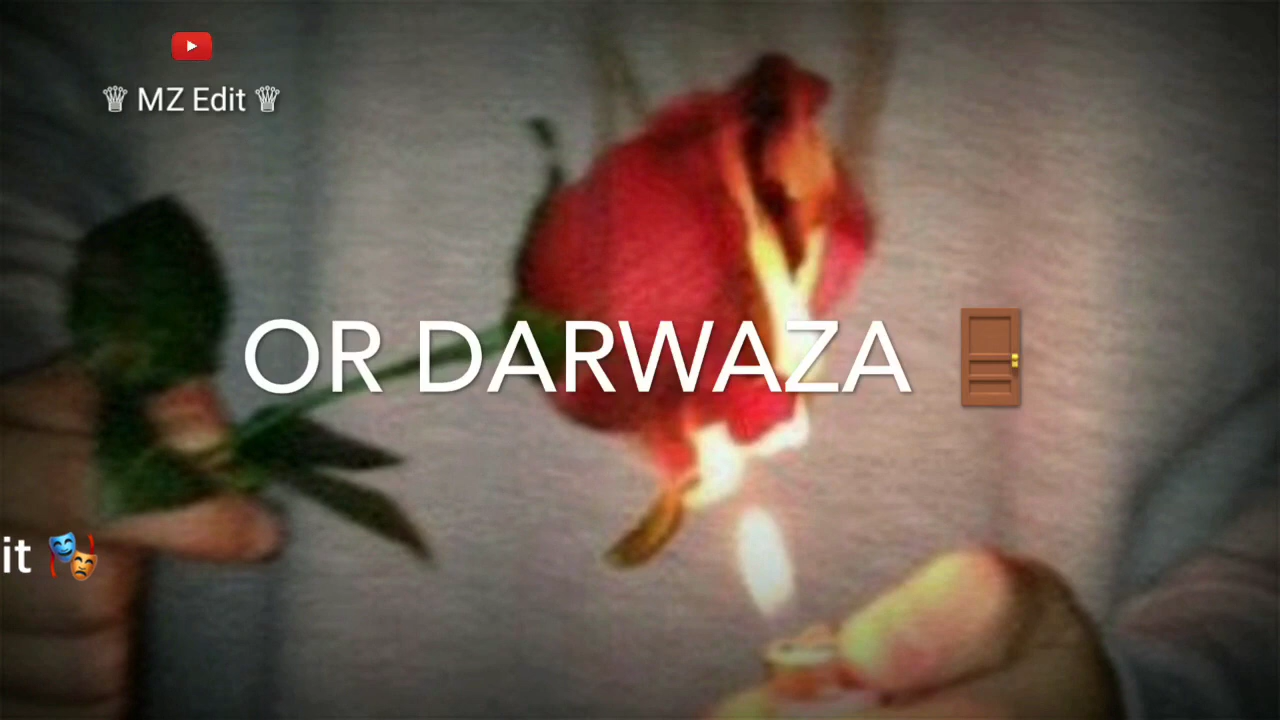 ♕ MZ Edit ♕
OR DARWAZA 🚪
it 🎭